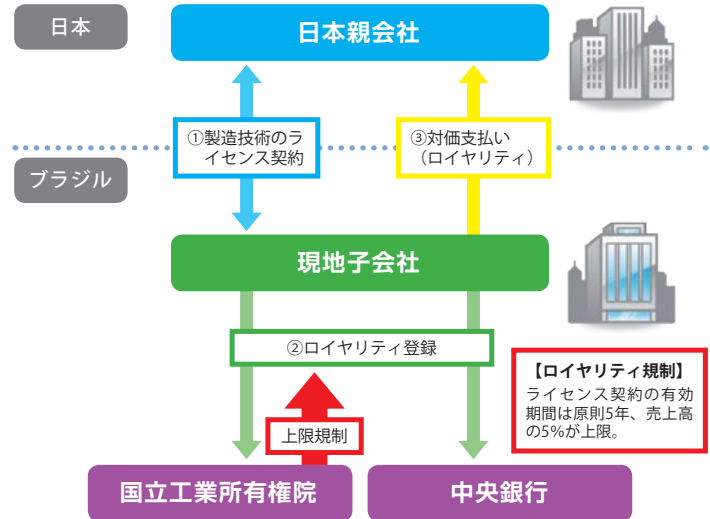 日本
日本親会社
①製造技術のラ
イセンス契約
③対価支払い
（ロイヤリティ）
ブラジル
現地子会社
②ロイヤリティ登録
【ロイヤリティ規制】
ライセンス契約の有効
期間は原則5年、売上高
の5%が上限。
上限規制
国立工業所有権院
中央銀行